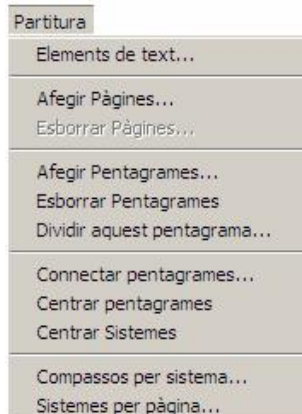 Partitura
Elements de text...
Afegir Pàgines...
Esborrar Pàgines...
Afegir Pentagrames...
Esborrar Pentagrames
Dividir aquest pentagrama...
Connectar pentagrames...
Centrar pentagrames
Centrar Sistemes
Compassos per sistema...
Sistemes per pàgina...